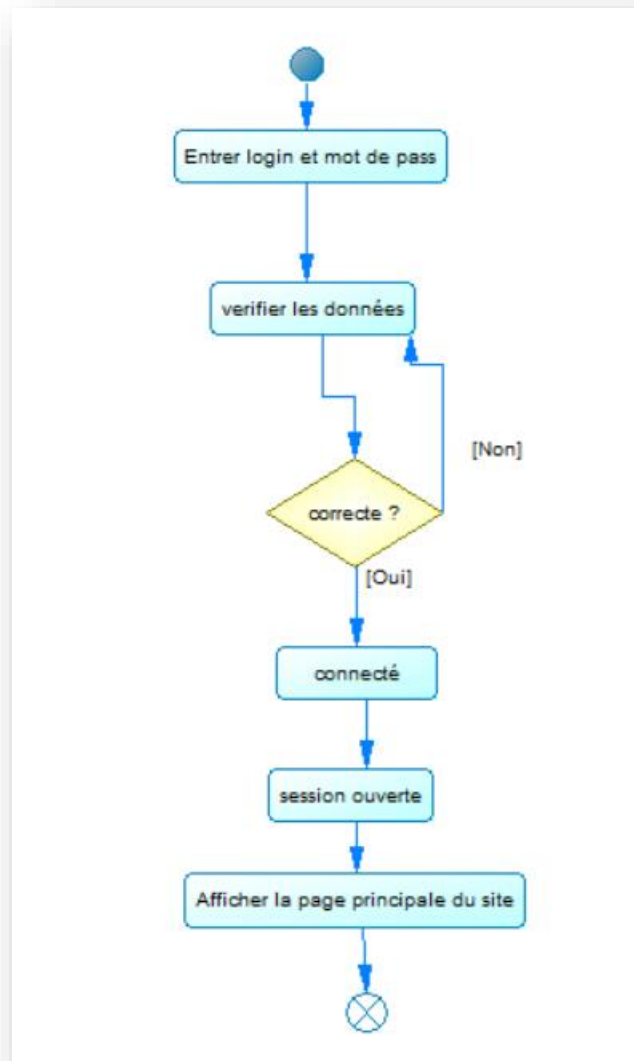 Entrer login et mot de pass
verifier les données
[Non]
correcte ?
[Oui]
connecté
session ouverte
Afficher la page principale du site